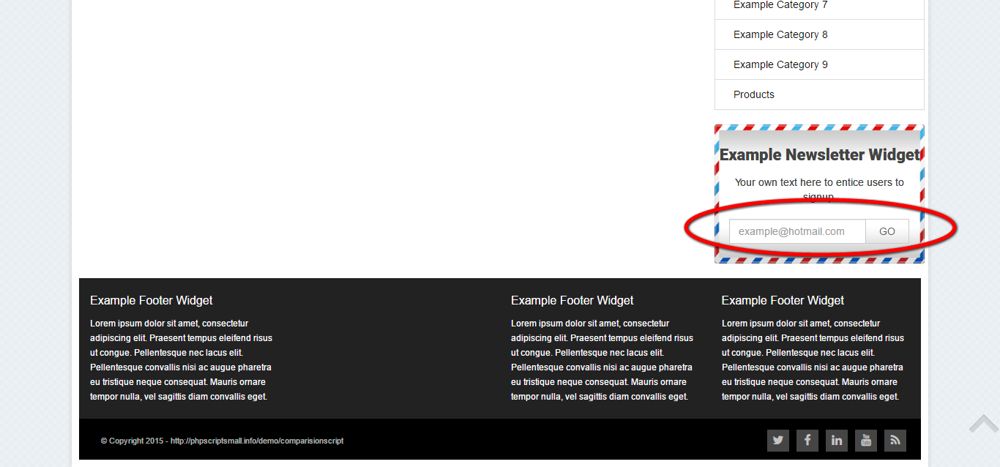 Example Category 7
Example Category 8
Example Category 9
Products
Example Newsletter Widget
Your own text here to entice users to
signup
example@hotmail.com
GO
Example Footer Widget
Lorem ipsum dolor sit amet, consectetur
adipiscing elit. Praesent tempus eleifend risus
ut congue. Pellentesque nec lacus elit.
Pellentesque convallis nisi ac augue pharetra
eu tristique neque consequat. Mauris ornare
tempor nulla, vel sagittis diam convallis eget.
Example Footer Widget
Lorem ipsum dolor sit amet, consectetur
adipiscing elit. Praesent tempus eleifend risus
ut congue. Pellentesque nec lacus elit.
Pellentesque convallis nisi ac augue pharetra
eu tristique neque consequat. Mauris ornare
tempor nulla, vel sagittis diam convallis eget.
Example Footer Widget
Lorem ipsum dolor sit amet, consectetur
adipiscing elit. Praesent tempus eleifend risus
ut congue. Pellentesque nec lacus elit.
Pellentesque convallis nisi ac augue pharetra
eu tristique neque consequat. Mauris ornare
tempor nulla, vel sagittis diam convallis eget.
© Copyright 2015 - http://phpscriptsmall.info/demo/comparisionscript